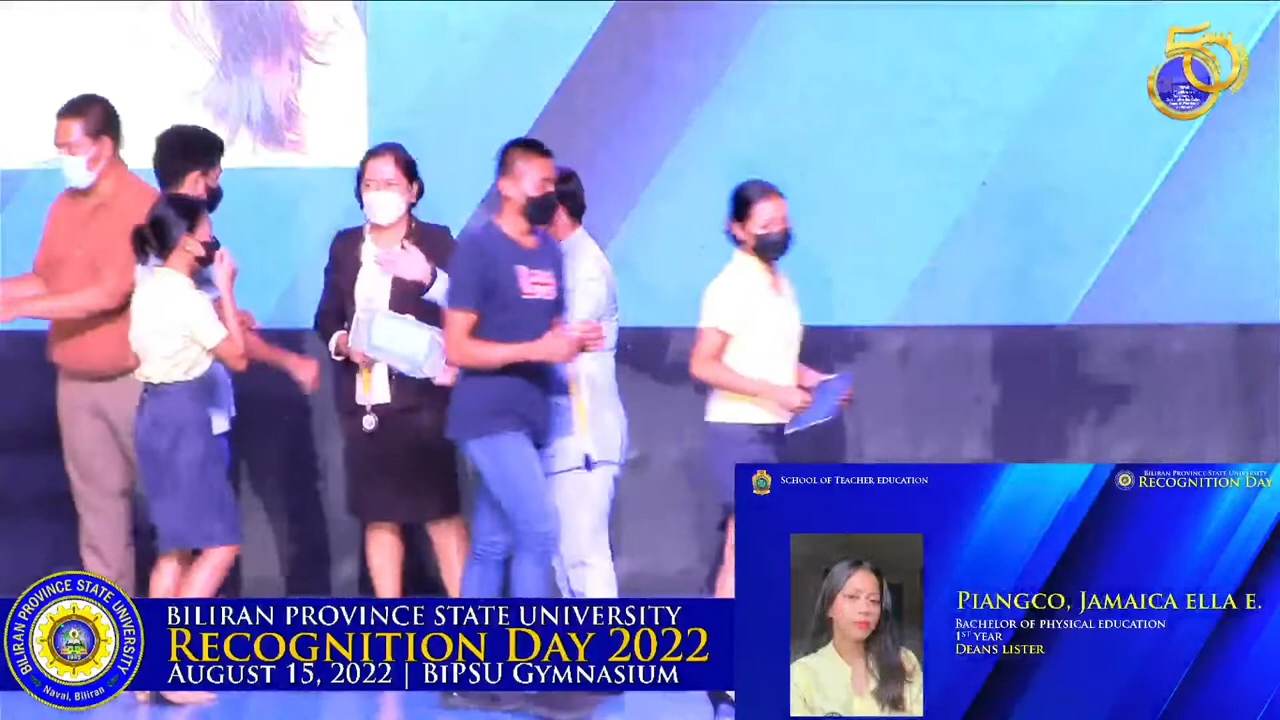 50
SCHOOL OF TEACHER EDUCATION
BILIRAN PROVINCE STATE UNIVERSITY
RECOGNITION DAY
PIANGCO, JAMAICA ELLA E.
BACHELOR OF PHYSICAL EDUCATION
1ST YEAR
DEANS LISTER
BILIRAN PROVINCE STATE UNIVERSITY
Naval, Biliran
BILIRAN PROVINCE STATE UNIVERSITY
RECOGNITION DAY 2022
AUGUST 15, 2022 | BIPSU GYMNASIUM